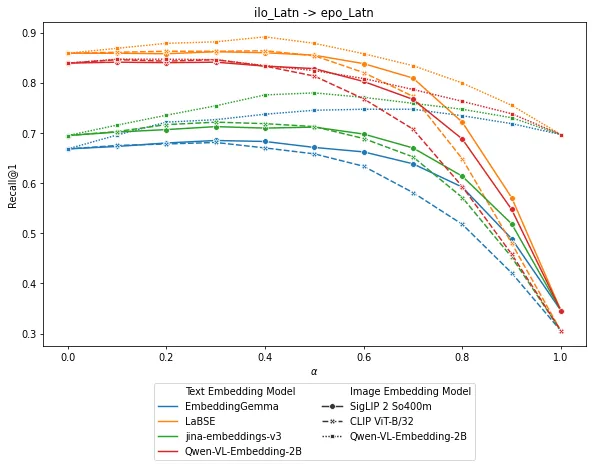 ilo_Latn -> epo_Latn
Recall@1
0.9
0.8
0.7
0.6
0.5
0.4
0.3
0.0
0.2
0.4
0.6
0.8
1.0
α
Text Embedding Model
EmbeddingGemma
LaBSE
jina-embeddings-v3
Qwen-VL-Embedding-2B
Image Embedding Model
SigLIP 2 So400m
CLIP ViT-B/32
Qwen-VL-Embedding-2B